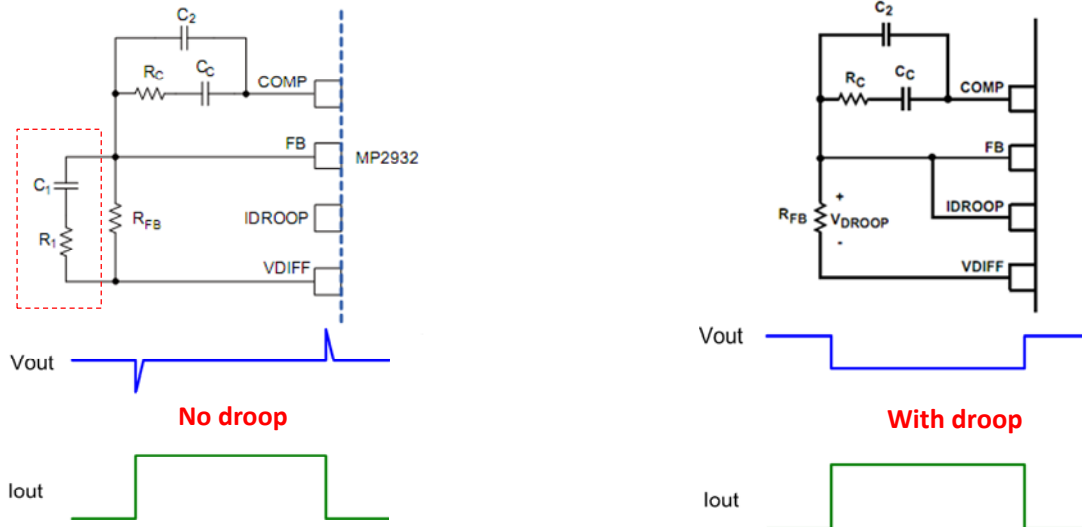 C2
RC
CC
COMP
FB
MP2932
C1
R1
RFB
IDROOP
VDIFF
Vout
No droop
Iout
C2
RC
CC
COMP
FB
IDROOP
RFB
+
VDROOP
-
VDIFF
Vout
With droop
Iout